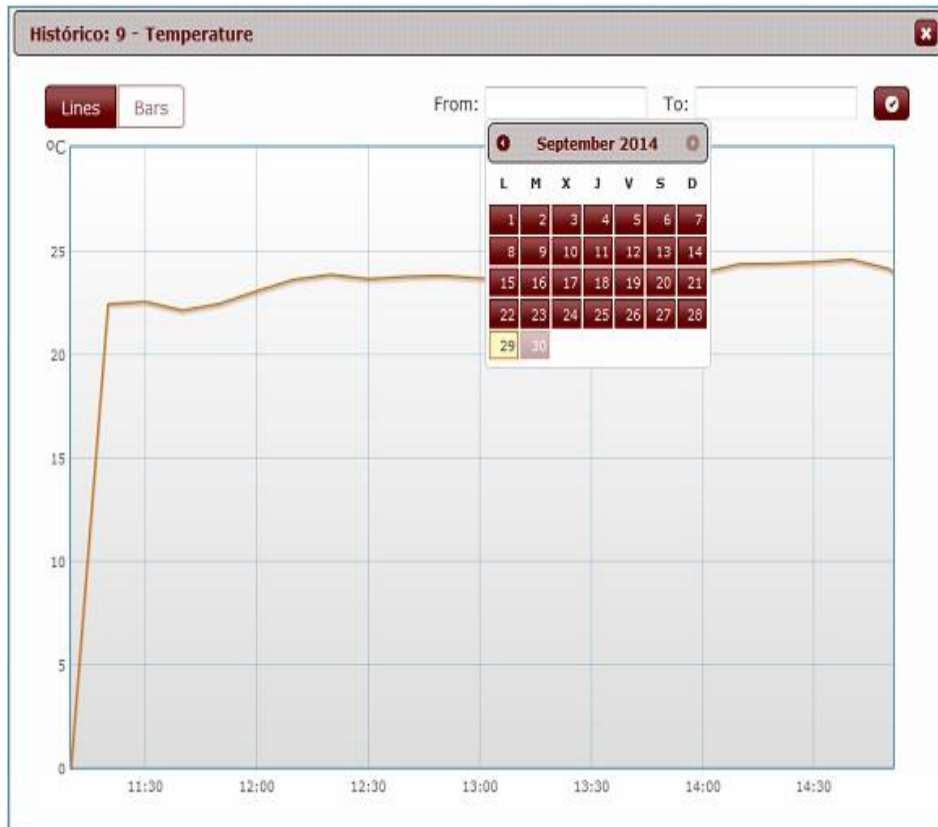 Histórico: 9 - Temperature
Lines Bars From: To:
ºC
September 2014
L M X J V S D
1 2 3 4 5 6 7
8 9 10 11 12 13 14
15 16 17 18 19 20 21
22 23 24 25 26 27 28
29 30
25
20
15
10
5
0
11:30 12:00 12:30 13:00 13:30 14:00 14:30